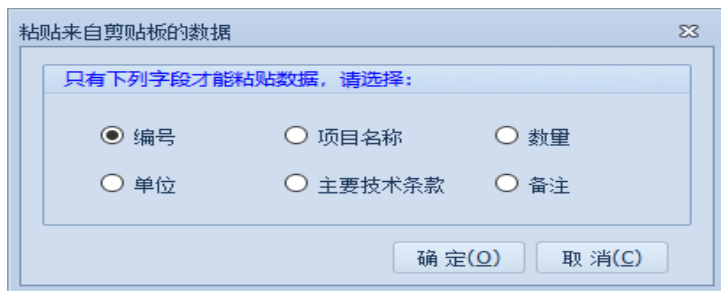 粘贴来自剪贴板的数据
只有下列字段才能粘贴数据，请选择：
编号 项目名称 数量
单位 主要技术条款 备注
确 定(O) 取 消(C)